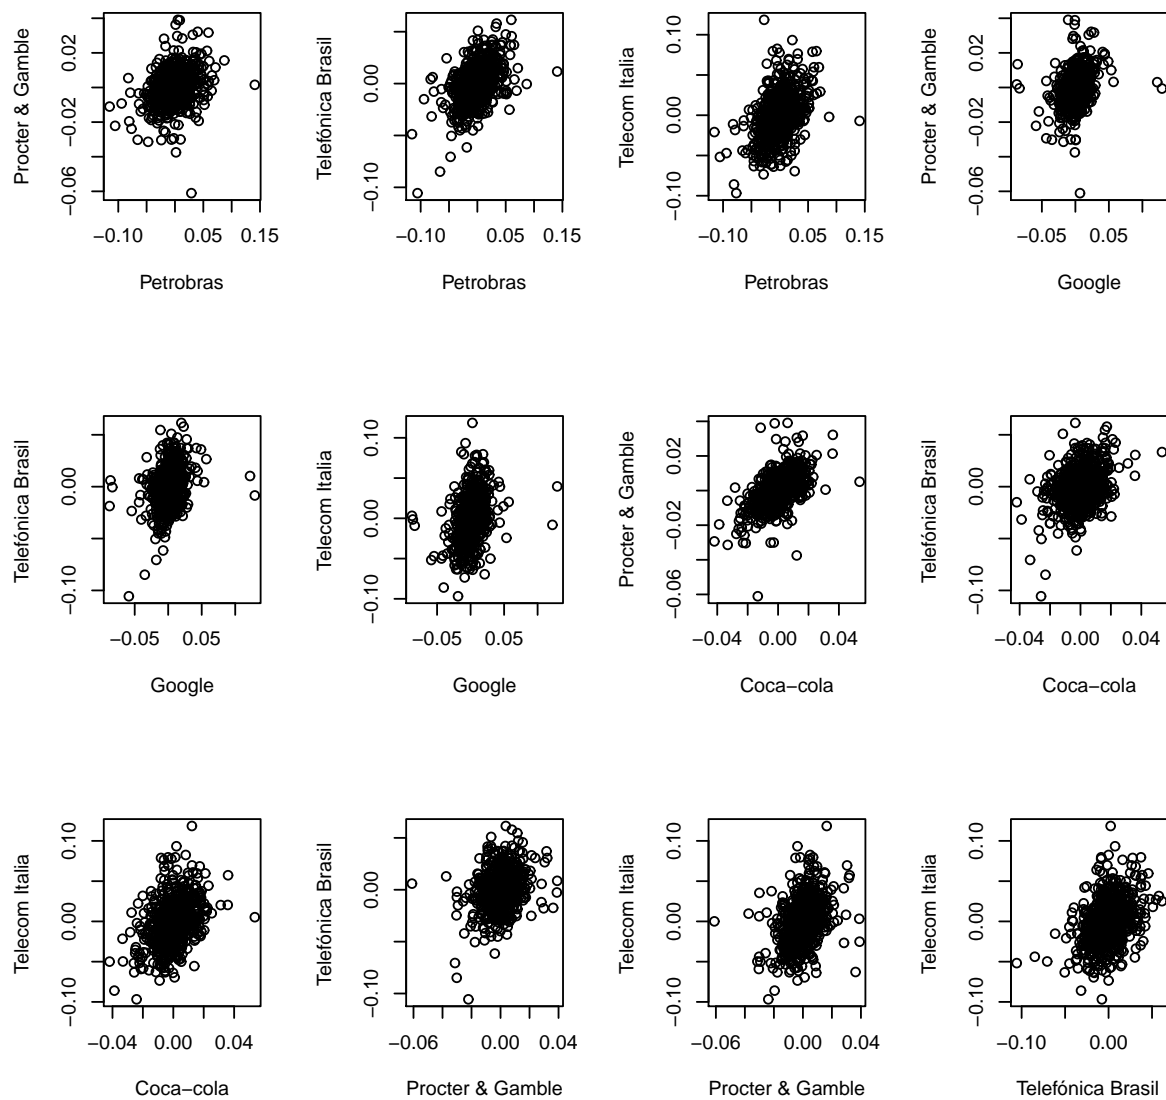 Procter & Gamble
0.02
−0.02
−0.06
−0.10 0.05 0.15
Petrobras
Telefónica Brasil
0.00
−0.10
−0.10 0.05 0.15
Petrobras
Telecom Italia
0.10
0.00
−0.10
−0.10 0.05 0.15
Petrobras
Procter & Gamble
0.02
−0.02
−0.06
−0.05 0.05
Google
Telefónica Brasil
0.00
−0.10
−0.05 0.05
Google
Telecom Italia
0.10
0.00
−0.10
−0.05 0.05
Google
Procter & Gamble
0.02
−0.02
−0.06
−0.04 0.00 0.04
Coca−cola
Telefónica Brasil
0.00
−0.10
−0.04 0.00 0.04
Coca−cola
Telecom Italia
0.10
0.00
−0.10
−0.04 0.00 0.04
Coca−cola
Telefónica Brasil
0.00
−0.10
−0.06 −0.02 0.02
Procter & Gamble
Telecom Italia
0.10
0.00
−0.10
−0.06 −0.02 0.02
Procter & Gamble
Telecom Italia
0.10
0.00
−0.10
−0.10 0.00
Telefónica Brasil